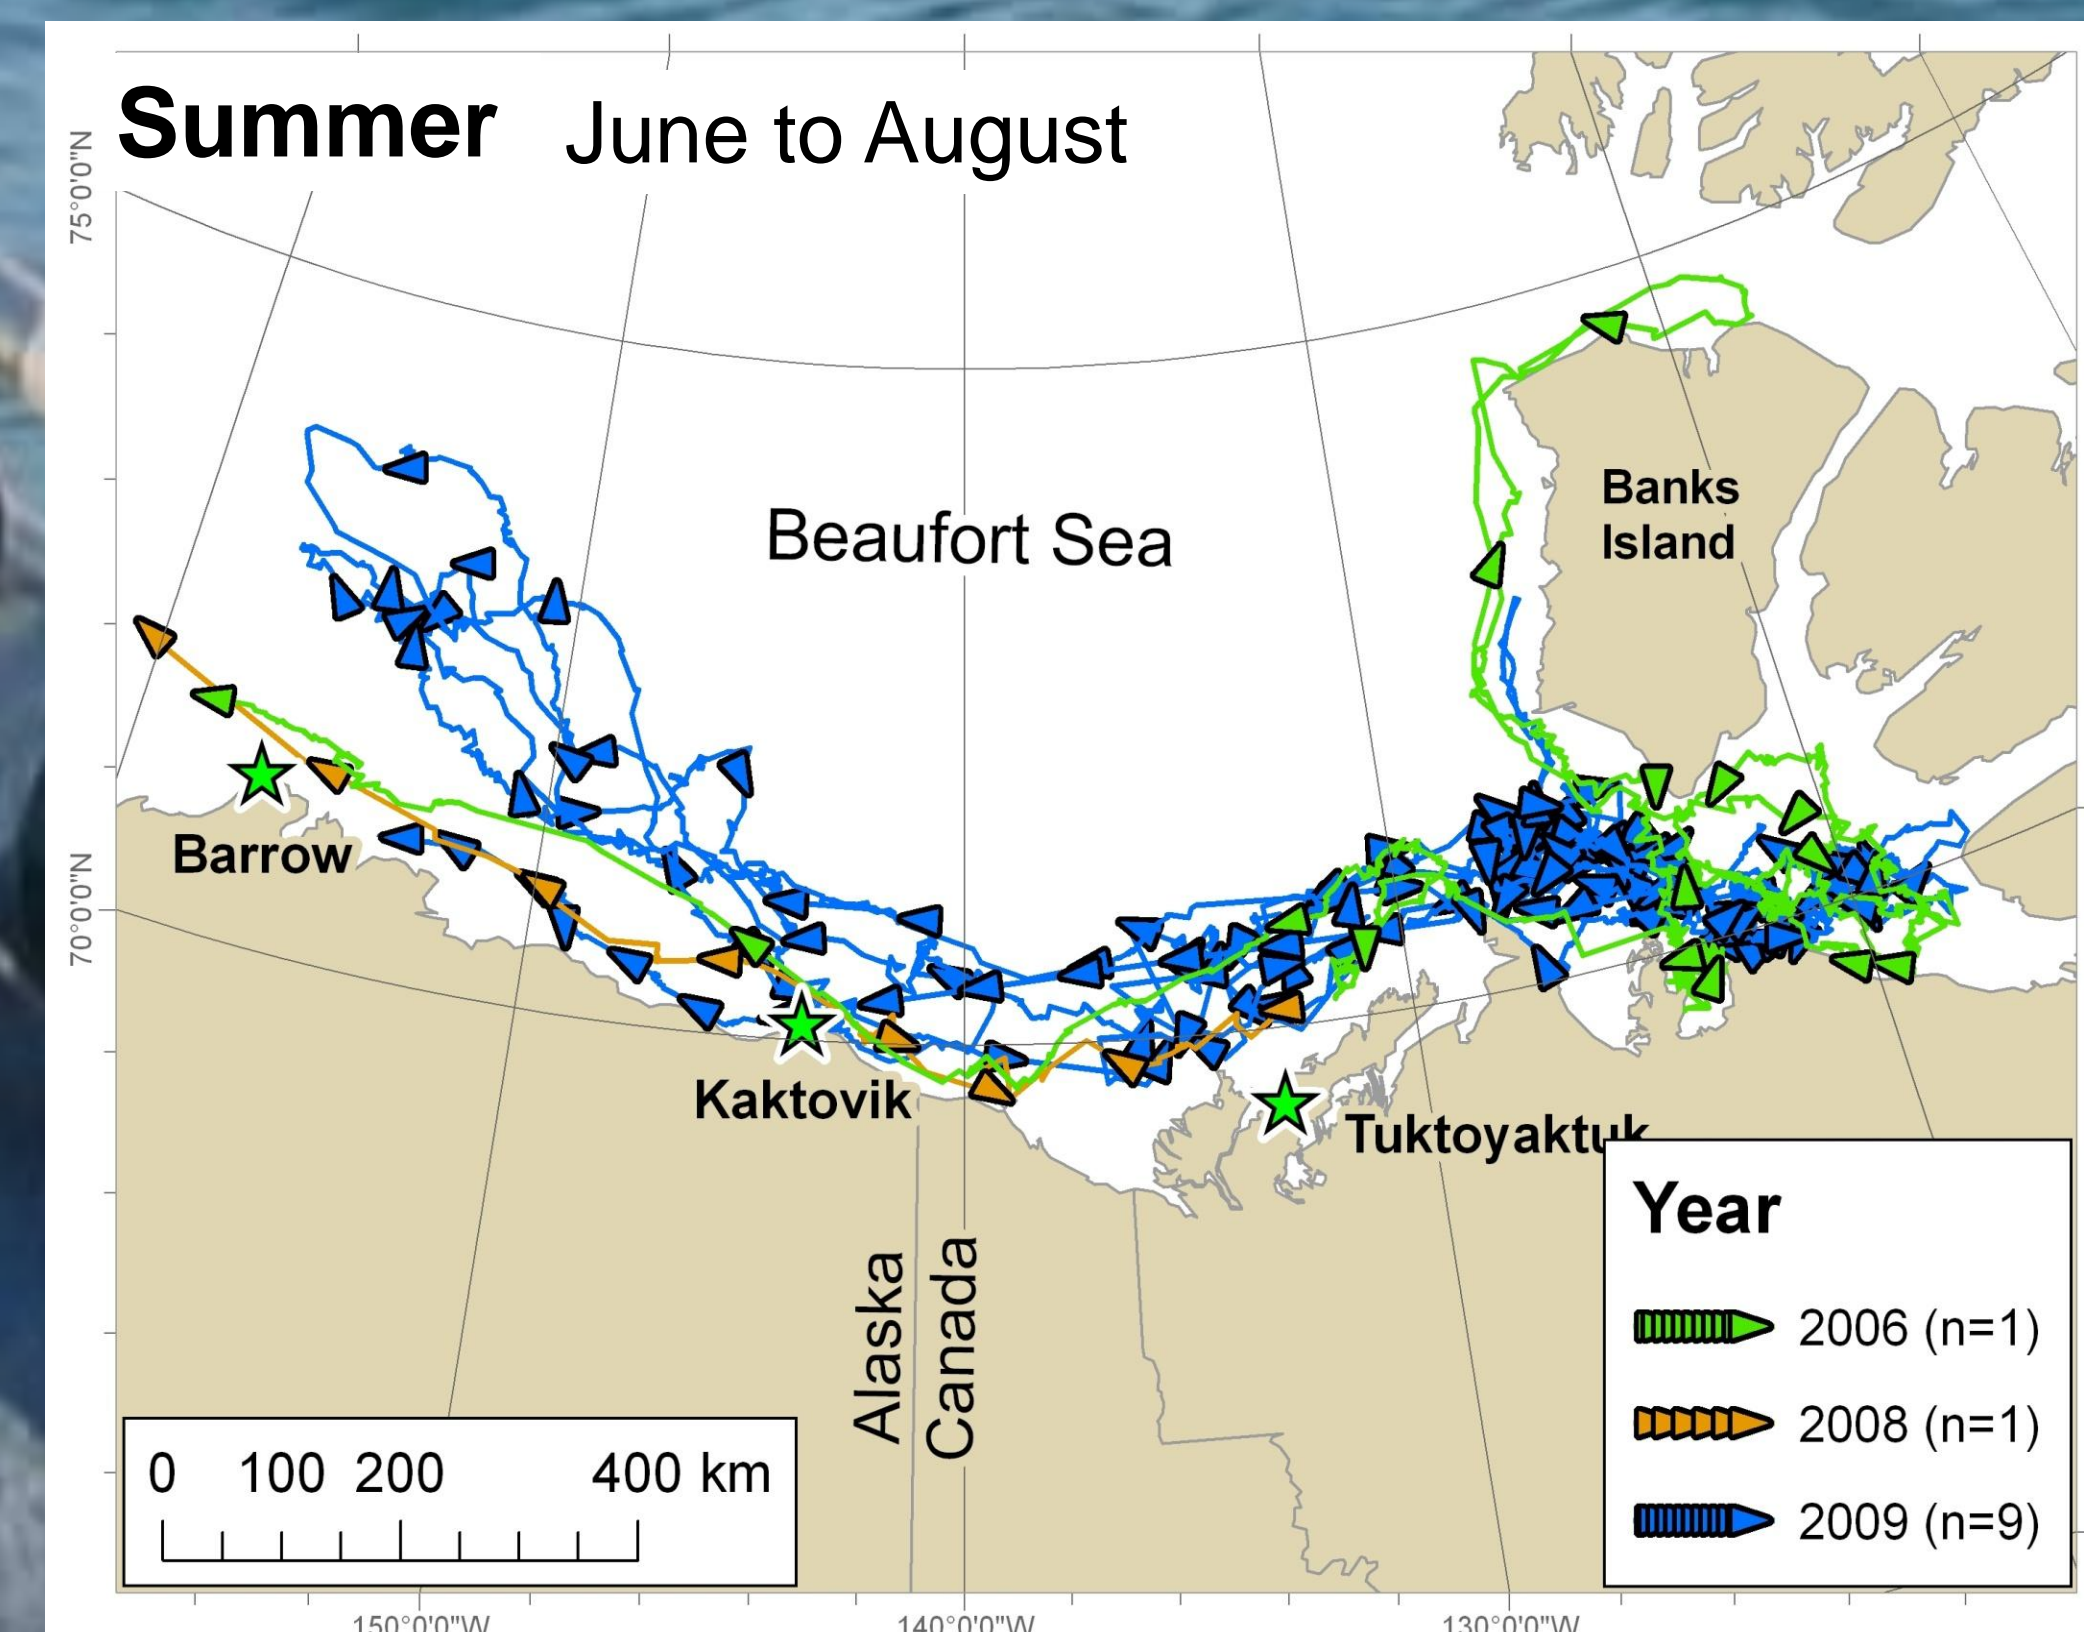 Summer June to August
75°0'0"N
Beaufort Sea
Banks
Island
Barrow
70°0'0"N
Kaktovik
Tuktoyaktuk
Alaska
Canada
Year
2006 (n=1)
2008 (n=1)
2009 (n=9)
0 100 200 400 km
150°0'0"W 140°0'0"W 130°0'0"W